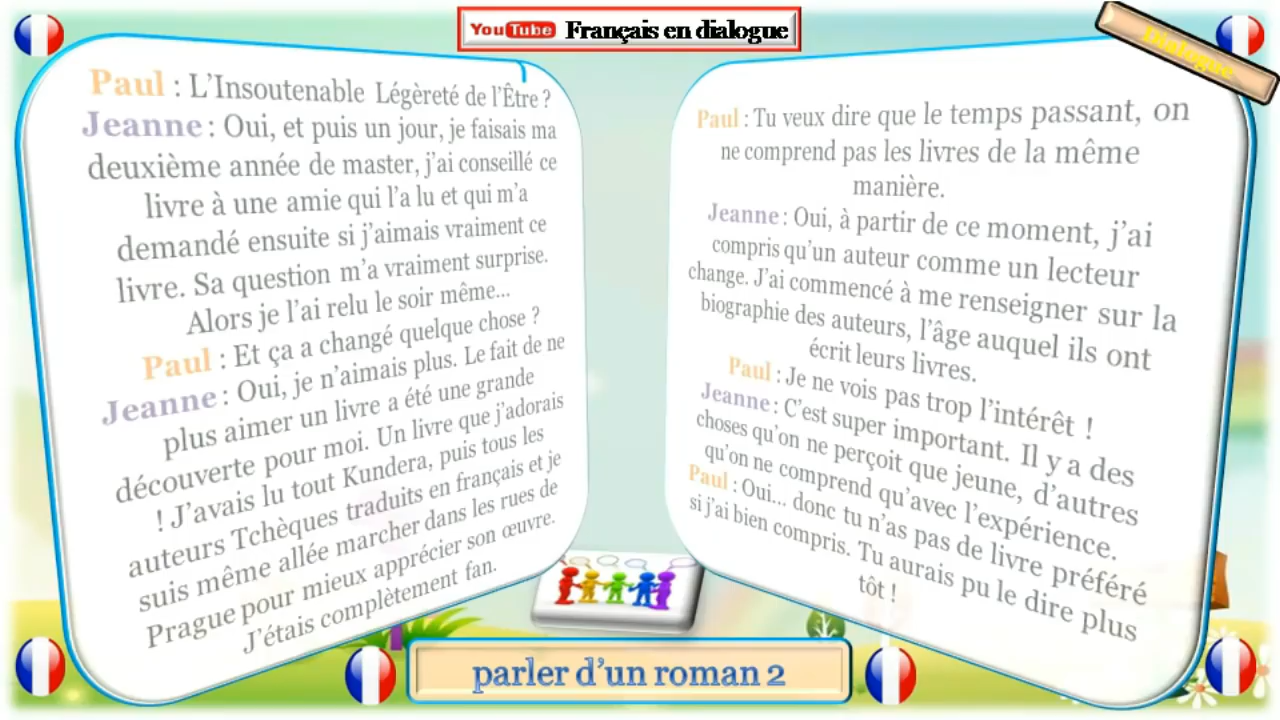 YouTube Français en dialogue
Dialogue
Paul : L’Insoutenable Légèreté de l’Être ?
Jeanne : Oui, et puis un jour, je faisais ma
deuxième année de master, j’ai conseillé ce
livre à une amie qui l’a lu et qui m’a
demandé ensuite si j’aimais vraiment ce
livre. Sa question m’a vraiment surprise.
Alors je l’ai relu le soir même...
Paul : Et ça a changé quelque chose ?
Jeanne : Oui, je n’aimais plus. Le fait de ne
plus aimer un livre a été une grande
découverte pour moi. Un livre que j’adorais
! J’avais lu tout Kundera, puis tous les
auteurs Tchèques traduits en français et je
suis même allée marcher dans les rues de
Prague pour mieux apprécier son œuvre.
J’étais complètement fan.
Paul : Tu veux dire que le temps passant, on
ne comprend pas les livres de la même
manière.
Jeanne : Oui, à partir de ce moment, j’ai
compris qu’un auteur comme un lecteur
change. J’ai commencé à me renseigner sur la
biographie des auteurs, l’âge auquel ils ont
écrit leurs livres.
Paul : Je ne vois pas trop l’intérêt !
Jeanne : C’est super important. Il y a des
choses qu’on ne perçoit que jeune, d’autres
qu’on ne comprend qu’avec l’expérience.
Paul : Oui... donc tu n’as pas de livre préféré
si j’ai bien compris. Tu aurais pu le dire plus
tôt !
parler d’un roman 2